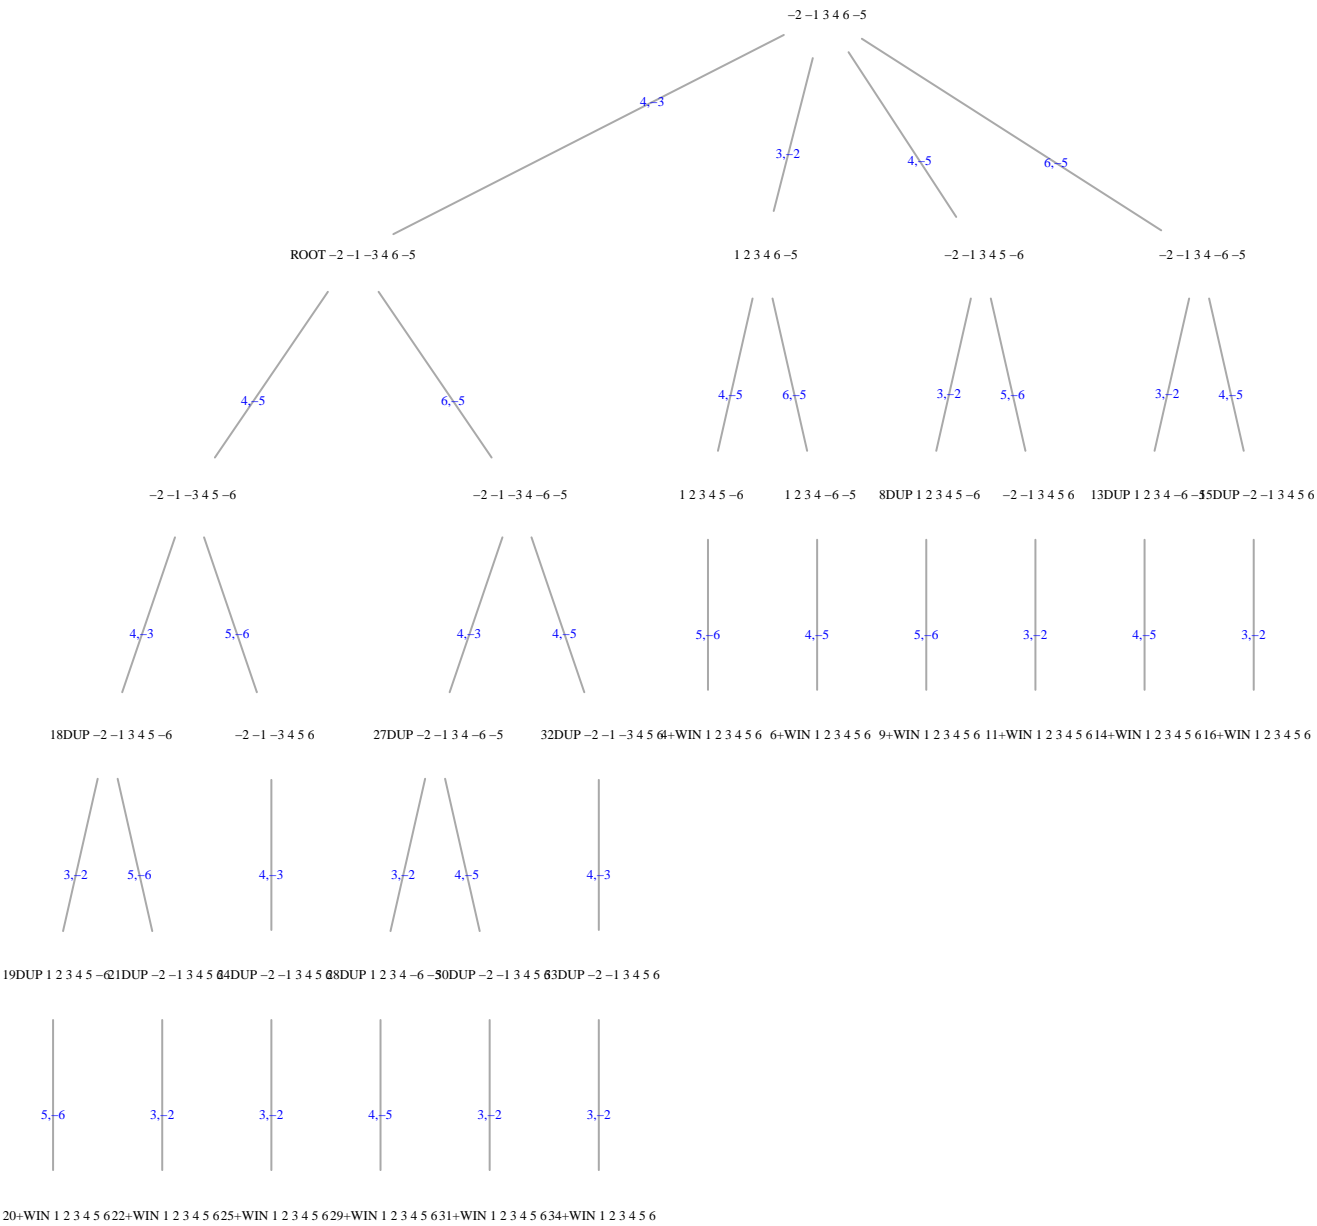 −2 −1 3 4 6 −5
4,−3
3,−2
4,−5
6,−5
ROOT −2 −1 −3 4 6 −5
1 2 3 4 6 −5
−2 −1 3 4 5 −6
−2 −1 3 4 −6 −5
4,−5
6,−5
4,−5
6,−5
3,−2
5,−6
3,−2
4,−5
−2 −1 −3 4 5 −6
−2 −1 −3 4 −6 −5
1 2 3 4 5 −6
1 2 3 4 −6 −5
8DUP 1 2 3 4 5 −6
−2 −1 3 4 5 6
13DUP 1 2 3 4 −6 −5
15DUP −2 −1 3 4 5 6
4,−3
5,−6
4,−3
4,−5
5,−6
4,−5
5,−6
3,−2
4,−5
3,−2
18DUP −2 −1 3 4 5 −6
−2 −1 −3 4 5 6
27DUP −2 −1 3 4 −6 −5
32DUP −2 −1 −3 4 5 6
4+WIN 1 2 3 4 5 6
6+WIN 1 2 3 4 5 6
9+WIN 1 2 3 4 5 6
11+WIN 1 2 3 4 5 6
14+WIN 1 2 3 4 5 6
16+WIN 1 2 3 4 5 6
3,−2
5,−6
4,−3
3,−2
4,−5
4,−3
19DUP 1 2 3 4 5 −6
21DUP −2 −1 3 4 5 6
24DUP −2 −1 3 4 5 6
28DUP 1 2 3 4 −6 −5
30DUP −2 −1 3 4 5 6
33DUP −2 −1 3 4 5 6
5,−6
3,−2
3,−2
4,−5
3,−2
3,−2
20+WIN 1 2 3 4 5 6
22+WIN 1 2 3 4 5 6
25+WIN 1 2 3 4 5 6
29+WIN 1 2 3 4 5 6
31+WIN 1 2 3 4 5 6
34+WIN 1 2 3 4 5 6